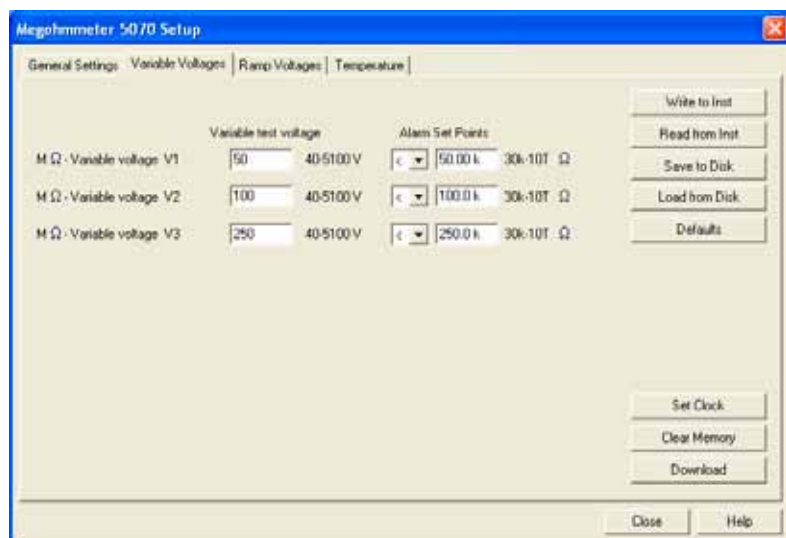 Megohmmeter 5070 Setup
General Settings Variable Voltages Ramp Voltages Temperature
Write to Inst
Variable test voltage Alarm Set Points Read from Inst
M Ω - Variable voltage V1 50 40-5100 V < 50.00 k 30k-10T Ω
Save to Disk
M Ω - Variable voltage V2 100 40-5100 V < 100.0 k 30k-10T Ω Load from Disk
M Ω - Variable voltage V3 250 40-5100 V < 250.0 k 30k-10T Ω Defaults
Set Clock
Clear Memory
Download
Close Help